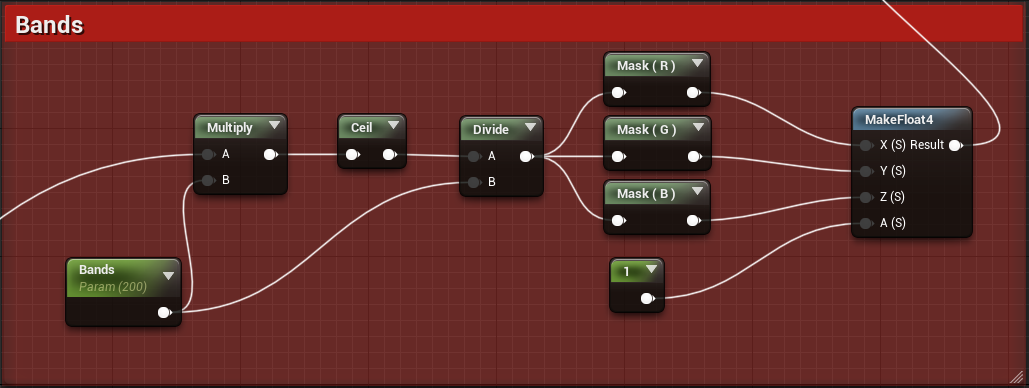 Bands
Mask ( R )
Multiply
A
B
Ceil
Divide
A
B
Mask ( G )
Mask ( B )
MakeFloat4
X (S) Result
Y (S)
Z (S)
A (S)
Bands
Param (200)
1